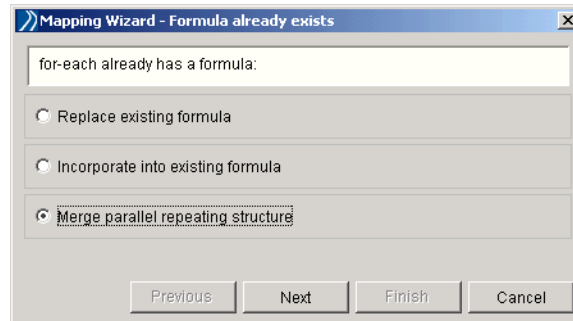 Mapping Wizard - Formula already exists
for-each already has a formula:
Replace existing formula
Incorporate into existing formula
Merge parallel repeating structure
Previous Next Finish Cancel